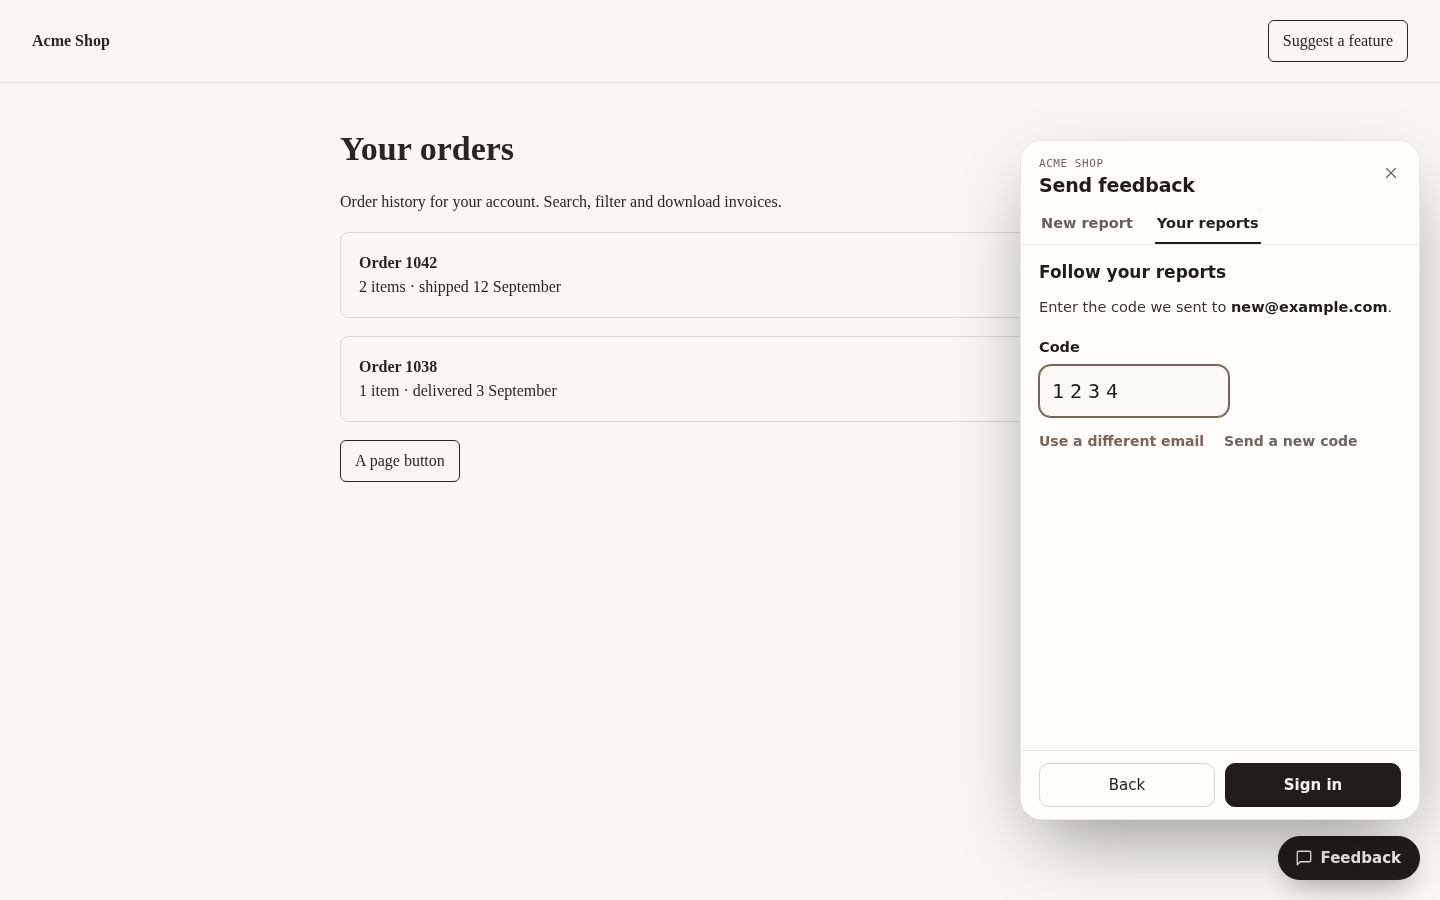 Acme Shop
Suggest a feature
Your orders
Order history for your account. Search, filter and download invoices.
Order 1042
2 items · shipped 12 September
Order 1038
1 item · delivered 3 September
A page button
ACME SHOP
Send feedback
New report
Your reports
Follow your reports
Enter the code we sent to new@example.com.
Code
1234
Use a different email
Send a new code
Back
Sign in
Feedback